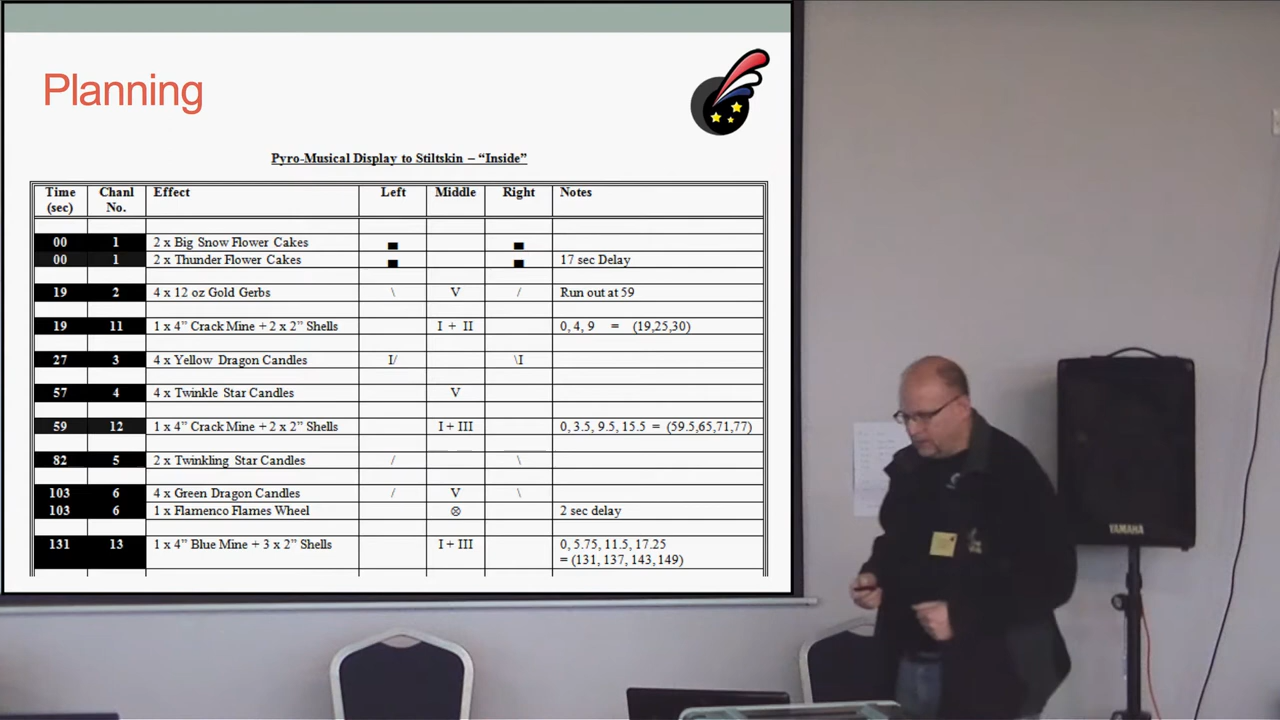 Planning
Pyro-Musical Display to Stiltskin – “Inside”
Time (sec) Chanl No. Effect Left Middle Right Notes
00 1 2 x Big Snow Flower Cakes ▄ ▄
00 1 2 x Thunder Flower Cakes ▄ ▄ 17 sec Delay
19 2 4 x 12 oz Gold Gerbs \ V / Run out at 59
19 11 1 x 4” Crack Mine + 2 x 2” Shells I + II 0, 4, 9 = (19,25,30)
27 3 4 x Yellow Dragon Candles I/ \I
57 4 4 x Twinkle Star Candles V
59 12 1 x 4” Crack Mine + 2 x 2” Shells I + III 0, 3.5, 9.5, 15.5 = (59.5,65,71,77)
82 5 2 x Twinkling Star Candles / \
103 6 4 x Green Dragon Candles / V \
103 6 1 x Flamenco Flames Wheel ⊗ 2 sec delay
131 13 1 x 4” Blue Mine + 3 x 2” Shells I + III 0, 5.75, 11.5, 17.25
= (131, 137, 143, 149)
YAMAHA